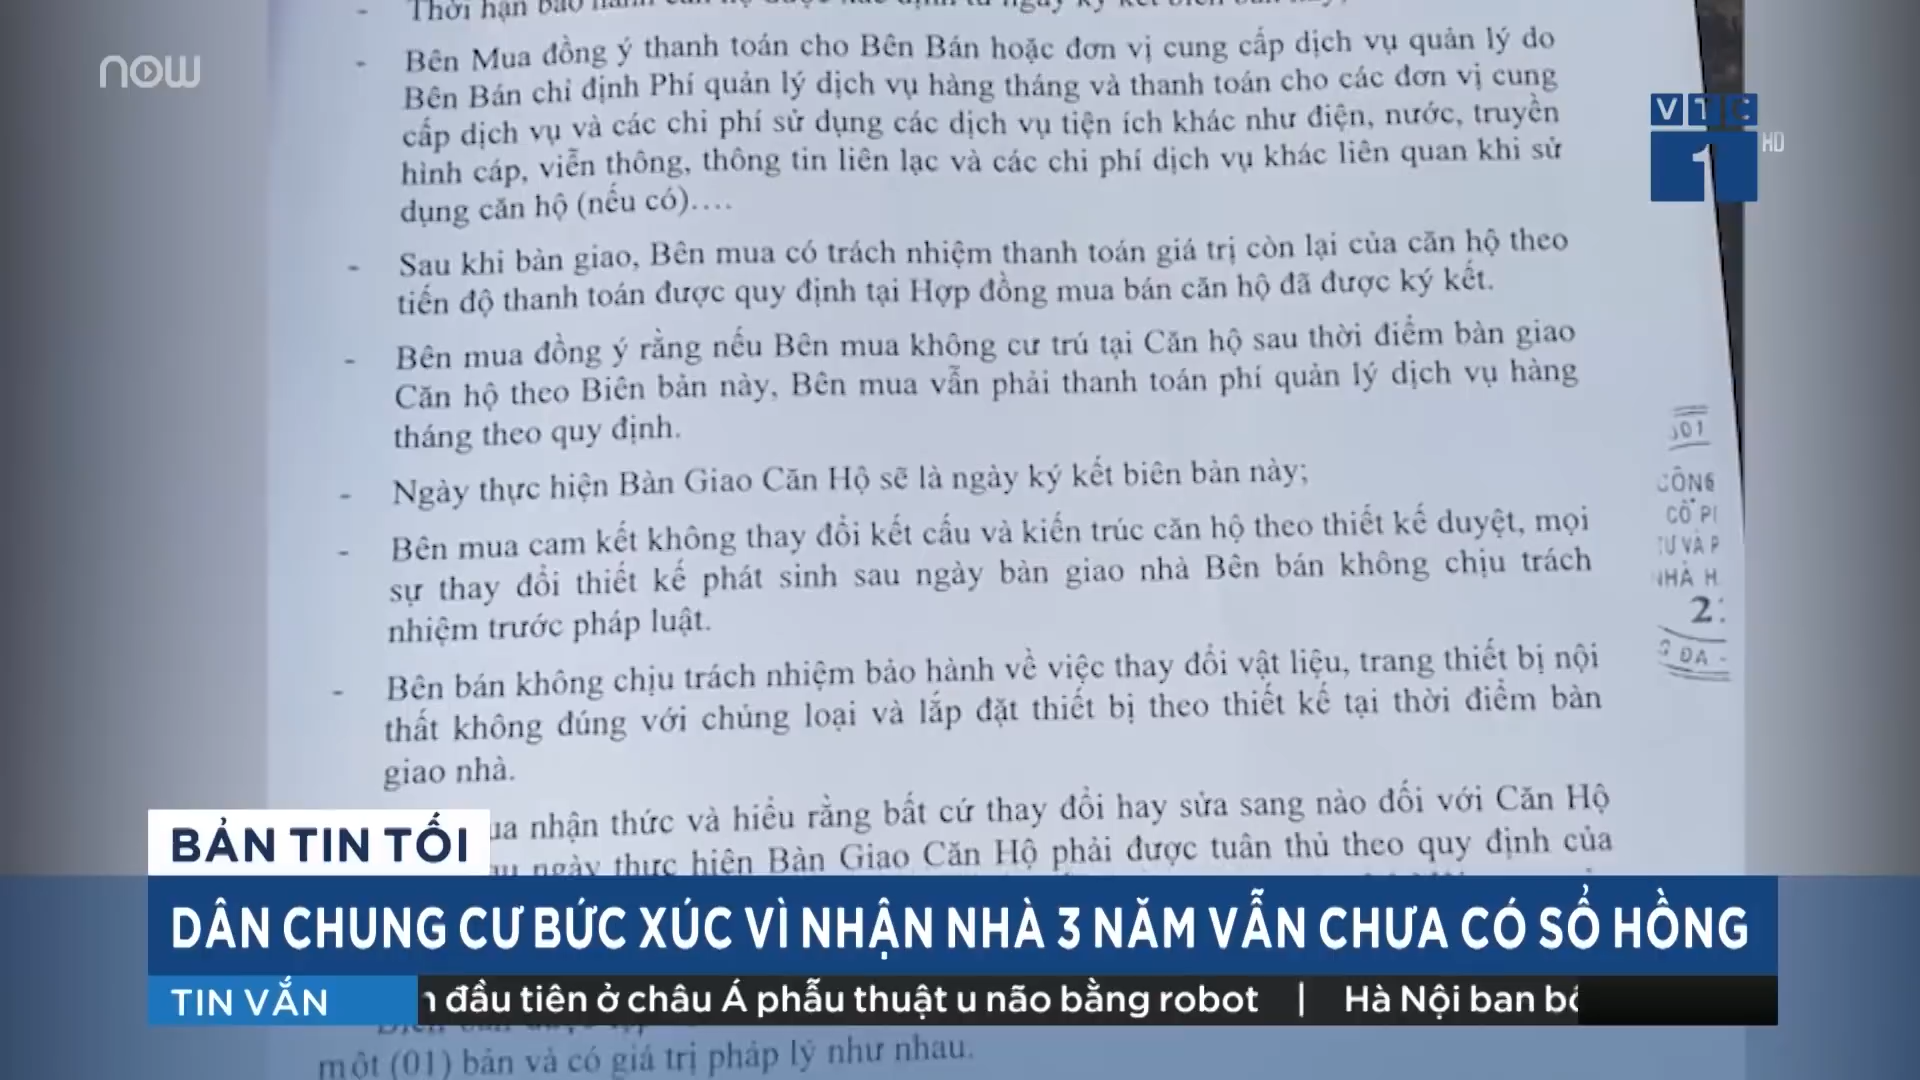 now
VTC
1
HD
- Bên Mua đồng ý thanh toán cho Bên Bán hoặc đơn vị cung cấp dịch vụ quản lý do
Bên Bán chỉ định Phí quản lý dịch vụ hàng tháng và thanh toán cho các đơn vị cung
cấp dịch vụ và các chi phí sử dụng các dịch vụ tiện ích khác như điện, nước, truyền
hình cáp, viễn thông, thông tin liên lạc và các chi phí dịch vụ khác liên quan khi sử
dụng căn hộ (nếu có)....
- Sau khi bàn giao, Bên mua có trách nhiệm thanh toán giá trị còn lại của căn hộ theo
tiến độ thanh toán được quy định tại Hợp đồng mua bán căn hộ đã được ký kết.
- Bên mua đồng ý rằng nếu Bên mua không cư trú tại Căn hộ sau thời điểm bàn giao
Căn hộ theo Biên bản này, Bên mua vẫn phải thanh toán phí quản lý dịch vụ hàng
tháng theo quy định.
- Ngày thực hiện Bàn Giao Căn Hộ sẽ là ngày ký kết biên bản này;
- Bên mua cam kết không thay đổi kết cấu và kiến trúc căn hộ theo thiết kế duyệt, mọi
sự thay đổi thiết kế phát sinh sau ngày bàn giao nhà Bên bán không chịu trách
nhiệm trước pháp luật.
- Bên bán không chịu trách nhiệm bảo hành về việc thay đổi vật liệu, trang thiết bị nội
thất không đúng với chủng loại và lắp đặt thiết bị theo thiết kế tại thời điểm bàn
giao nhà.
nhận thức và hiểu rằng bất cứ thay đổi hay sửa sang nào đối với Căn Hộ
ngày thực hiện Bàn Giao Căn Hộ phải được tuân thủ theo quy định của
một (01) bản và có giá trị pháp lý như nhau.
CÔNG
CỔ P
TƯ VÀ P
NHÀ H
BẢN TIN TỐI
DÂN CHUNG CƯ BỨC XÚC VÌ NHẬN NHÀ 3 NĂM VẪN CHƯA CÓ SỔ HỒNG
TIN VẮN
đầu tiên ở châu Á phẫu thuật u não bằng robot | Hà Nội ban